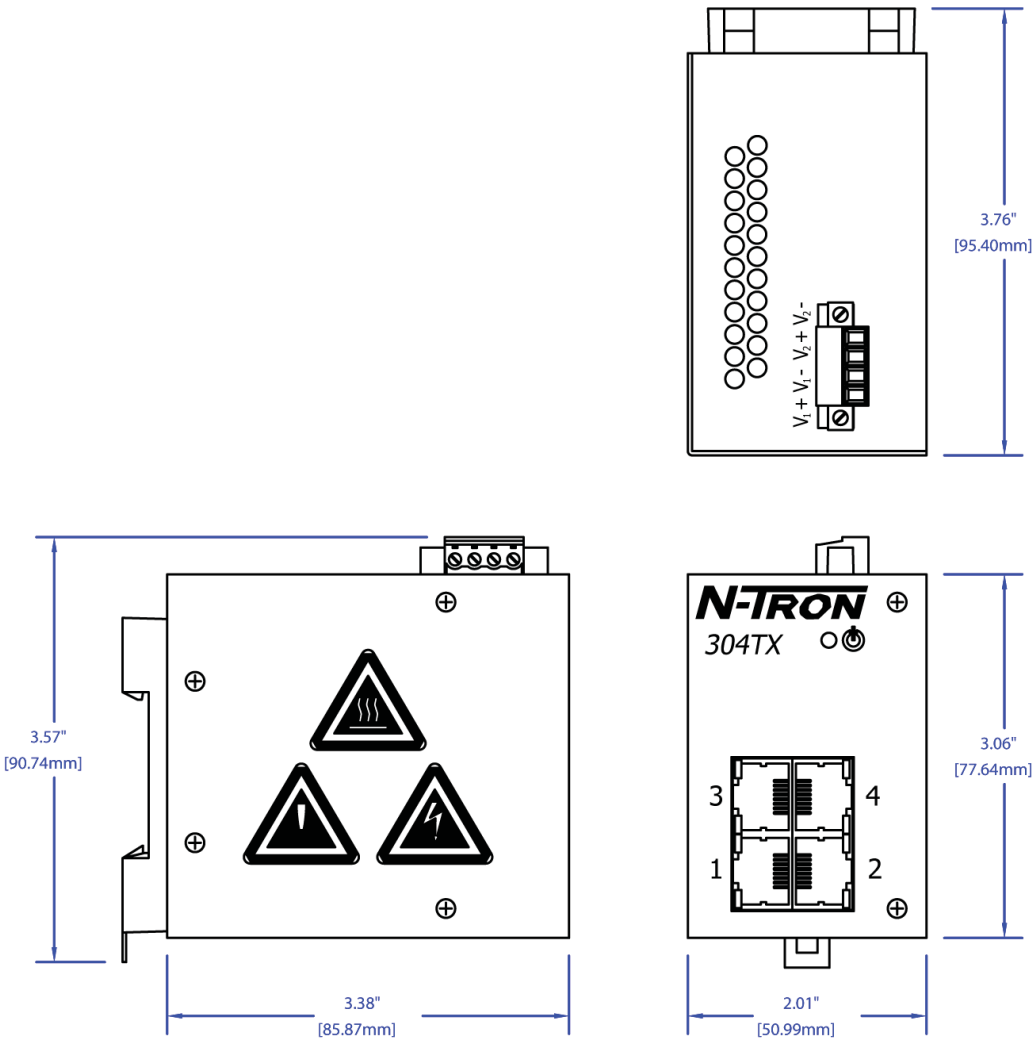 3.76"
[95.40mm]
V₁ + V₁ - V₂ + V₂ -
N-TRON
304TX
3.57"
[90.74mm]
3.06"
[77.64mm]
3
4
1
2
3.38"
[85.87mm]
2.01"
[50.99mm]